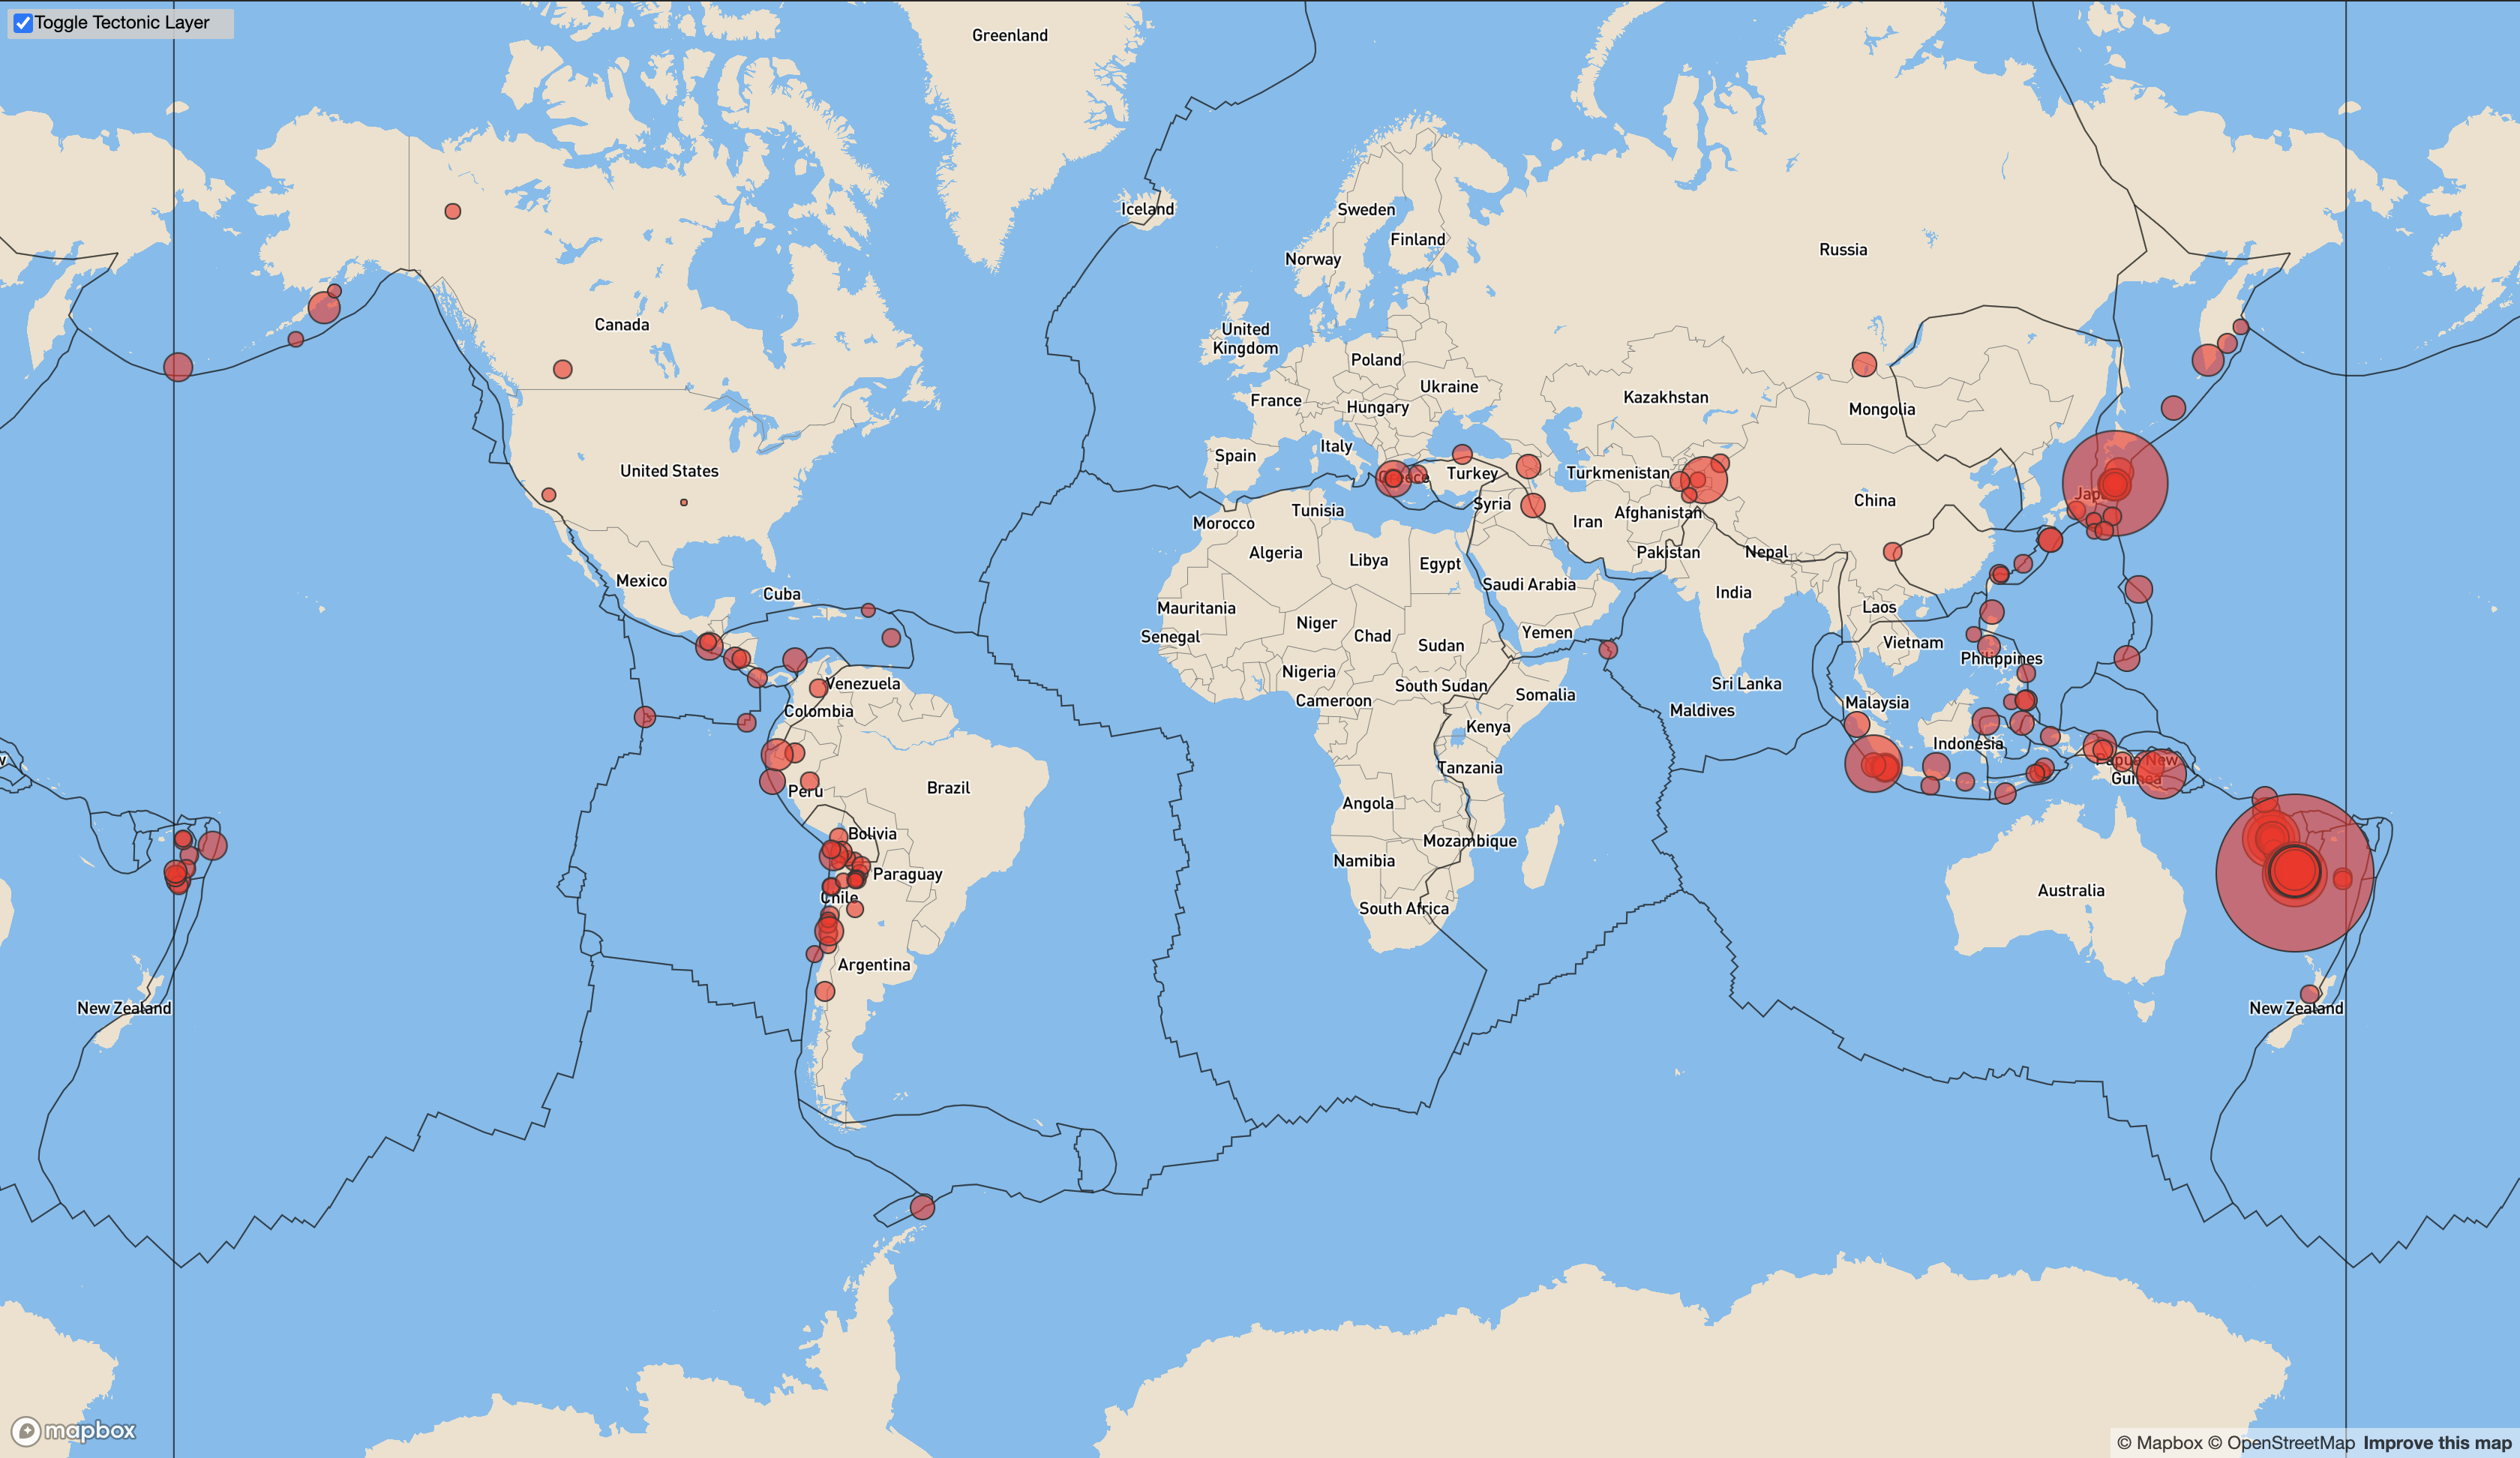 Toggle Tectonic Layer
Greenland
Iceland
Sweden
Finland
Norway
Russia
Canada
United
Kingdom
Poland
Ukraine
France
Hungary
Kazakhstan
Mongolia
Italy
Spain
United States
Greece
Turkey
Turkmenistan
Japan
China
Syria
Afghanistan
Iran
Tunisia
Morocco
Algeria
Libya
Egypt
Pakistan
Nepal
Mexico
Cuba
Saudi Arabia
India
Mauritania
Laos
Niger
Chad
Senegal
Yemen
Sudan
Vietnam
Philippines
Nigeria
Venezuela
South Sudan
Somalia
Sri Lanka
Cameroon
Malaysia
Colombia
Maldives
Kenya
Indonesia
Tanzania
Papua New
Guinea
Brazil
Peru
Angola
Bolivia
Mozambique
Namibia
Paraguay
Australia
Chile
South Africa
Argentina
New Zealand
New Zealand
mapbox
© Mapbox © OpenStreetMap Improve this map